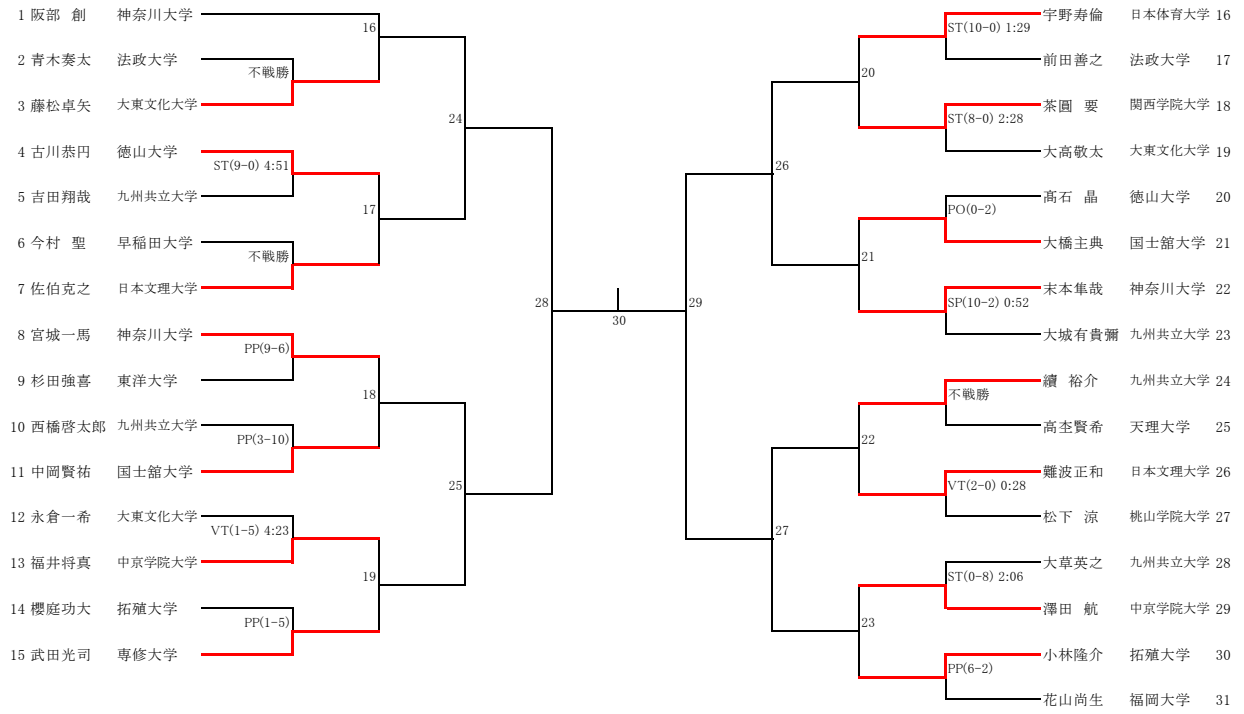 1 阪部 創 神奈川大学
16
2 青木奏太 法政大学
不戦勝
3 藤松卓矢 大東文化大学
24
4 古川恭円 徳山大学
ST(9-0) 4:51
5 吉田翔哉 九州共立大学
17
6 今村 聖 早稲田大学
不戦勝
7 佐伯克之 日本文理大学
28
8 宮城一馬 神奈川大学
PP(9-6)
9 杉田強喜 東洋大学
18
10 西橋啓太郎 九州共立大学
PP(3-10)
11 中岡賢祐 国士舘大学
25
12 永倉一希 大東文化大学
VT(1-5) 4:23
13 福井将真 中京学院大学
19
14 櫻庭功大 拓殖大学
PP(1-5)
15 武田光司 専修大学
30
宇野寿倫 日本体育大学 16
ST(10-0) 1:29
前田善之 法政大学 17
20
茶圓 要 関西学院大学 18
ST(8-0) 2:28
大高敬太 大東文化大学 19
26
髙石 晶 徳山大学 20
PO(0-2)
大橋主典 国士舘大学 21
21
末本隼哉 神奈川大学 22
SP(10-2) 0:52
大城有貴彌 九州共立大学 23
29
續 裕介 九州共立大学 24
不戦勝
高杢賢希 天理大学 25
22
難波正和 日本文理大学 26
VT(2-0) 0:28
松下 涼 桃山学院大学 27
27
大草英之 九州共立大学 28
ST(0-8) 2:06
澤田 航 中京学院大学 29
23
小林隆介 拓殖大学 30
PP(6-2)
花山尚生 福岡大学 31